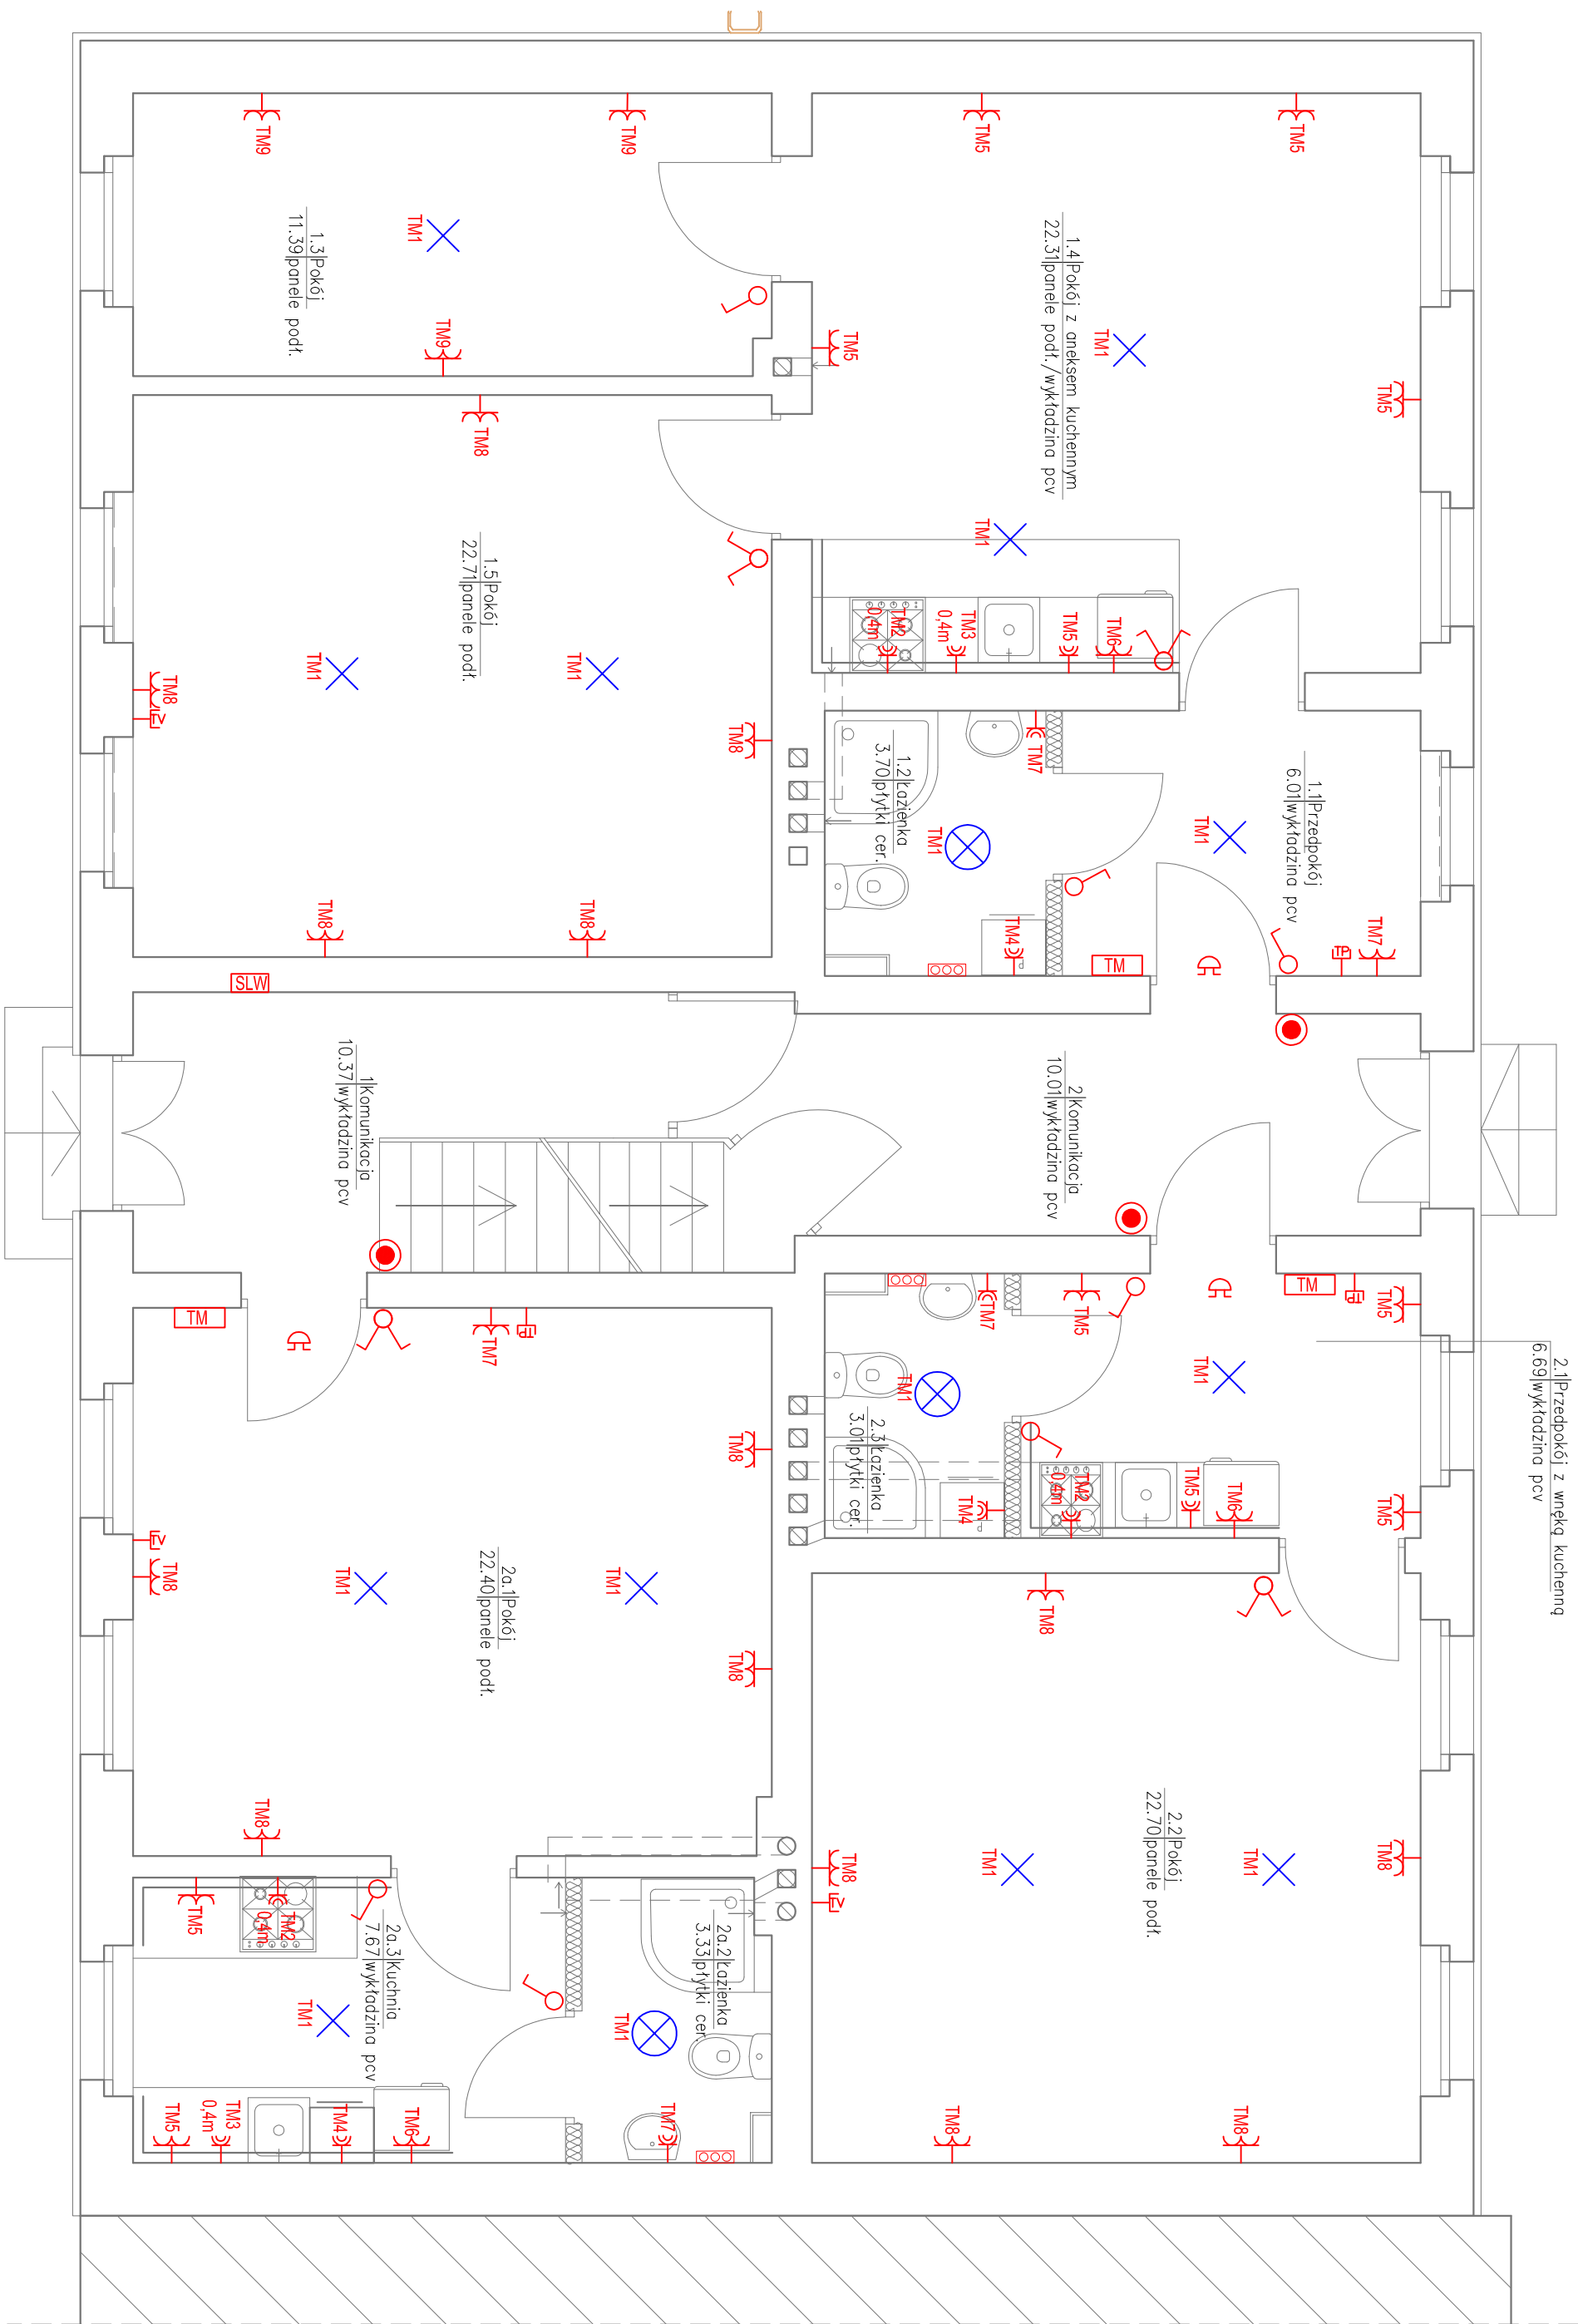 2.1|Przedpokój z wnęką kuchenną
6.69|wykładzina pcv
TM5
TM5
TM5
TM5
TM5
TM1
1.4|Pokój z aneksem kuchennym
22.31|panele podł./wykładzina pcv
TM5
TM1
TM6
TM5
TM3
0,4m
TM2
0,4m
1.1|Przedpokój
6.01|wykładzina pcv
TM7
TP
TM1
TM
TM7
1.2|Łazienka
3.70|płytki cer.
TM1
TM4
2|Komunikacja
10.01|wykładzina pcv
TM
TP
TM1
TM5
TM7
TM6
TM5
TM2
0,4m
TM4
TM1
2.3|Łazienka
3.01|płytki cer.
TM8
TM8
TM1
TM1
2.2|Pokój
22.70|panele podł.
TM8
TV
TM8
TM8
TM9
TM9
TM1
TM9
1.3|Pokój
11.39|panele podł.
TM8
TM8
TM1
TM1
1.5|Pokój
22.71|panele podł.
TM8
TV
TM8
TM8
SLW
1|Komunikacja
10.37|wykładzina pcv
TM
TM7
TP
TM8
TM8
TM1
TM1
2a.1|Pokój
22.40|panele podł.
TV
TM8
TM8
2a.2|Łazienka
3.33|płytki cer.
TM1
TM7
2a.3|Kuchnia
7.67|wykładzina pcv
TM2
0,4m
TM5
TM1
TM6
TM4
TM3
0,4m
TM5